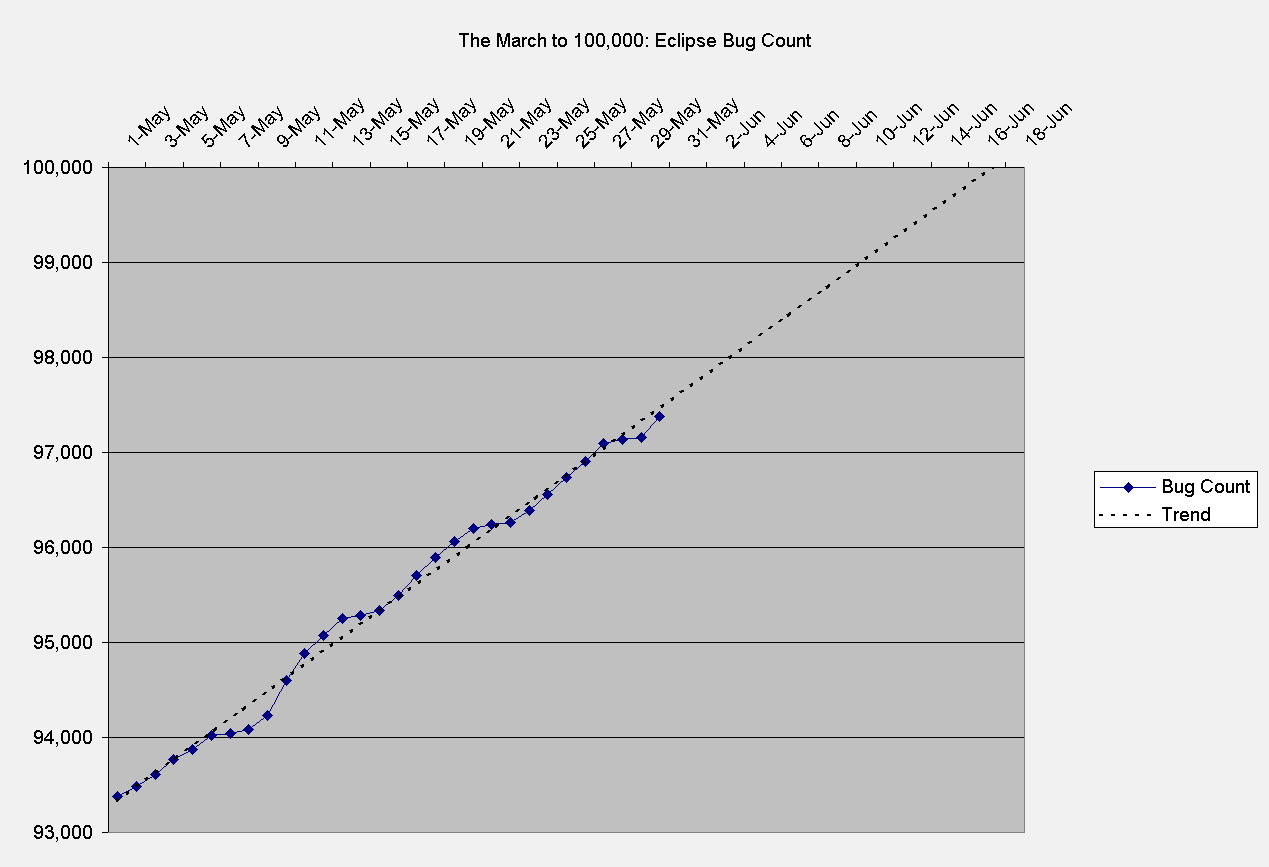 The March to 100,000: Eclipse Bug Count
1-May 3-May 5-May 7-May 9-May 11-May 13-May 15-May 17-May 19-May 21-May 23-May 25-May 27-May 29-May 31-May 2-Jun 4-Jun 6-Jun 8-Jun 10-Jun 12-Jun 14-Jun 16-Jun 18-Jun
100,000
99,000
98,000
97,000
96,000
95,000
94,000
93,000
Bug Count
Trend